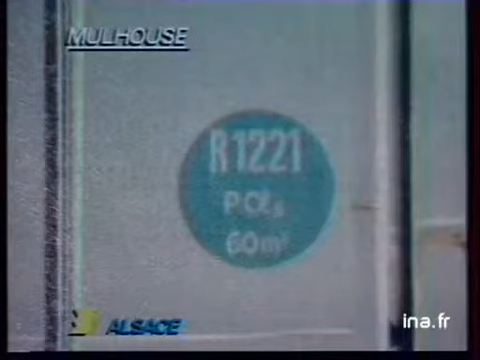 MULHOUSE
R1221
PCl₃
60m³
ALSACE
ina.fr